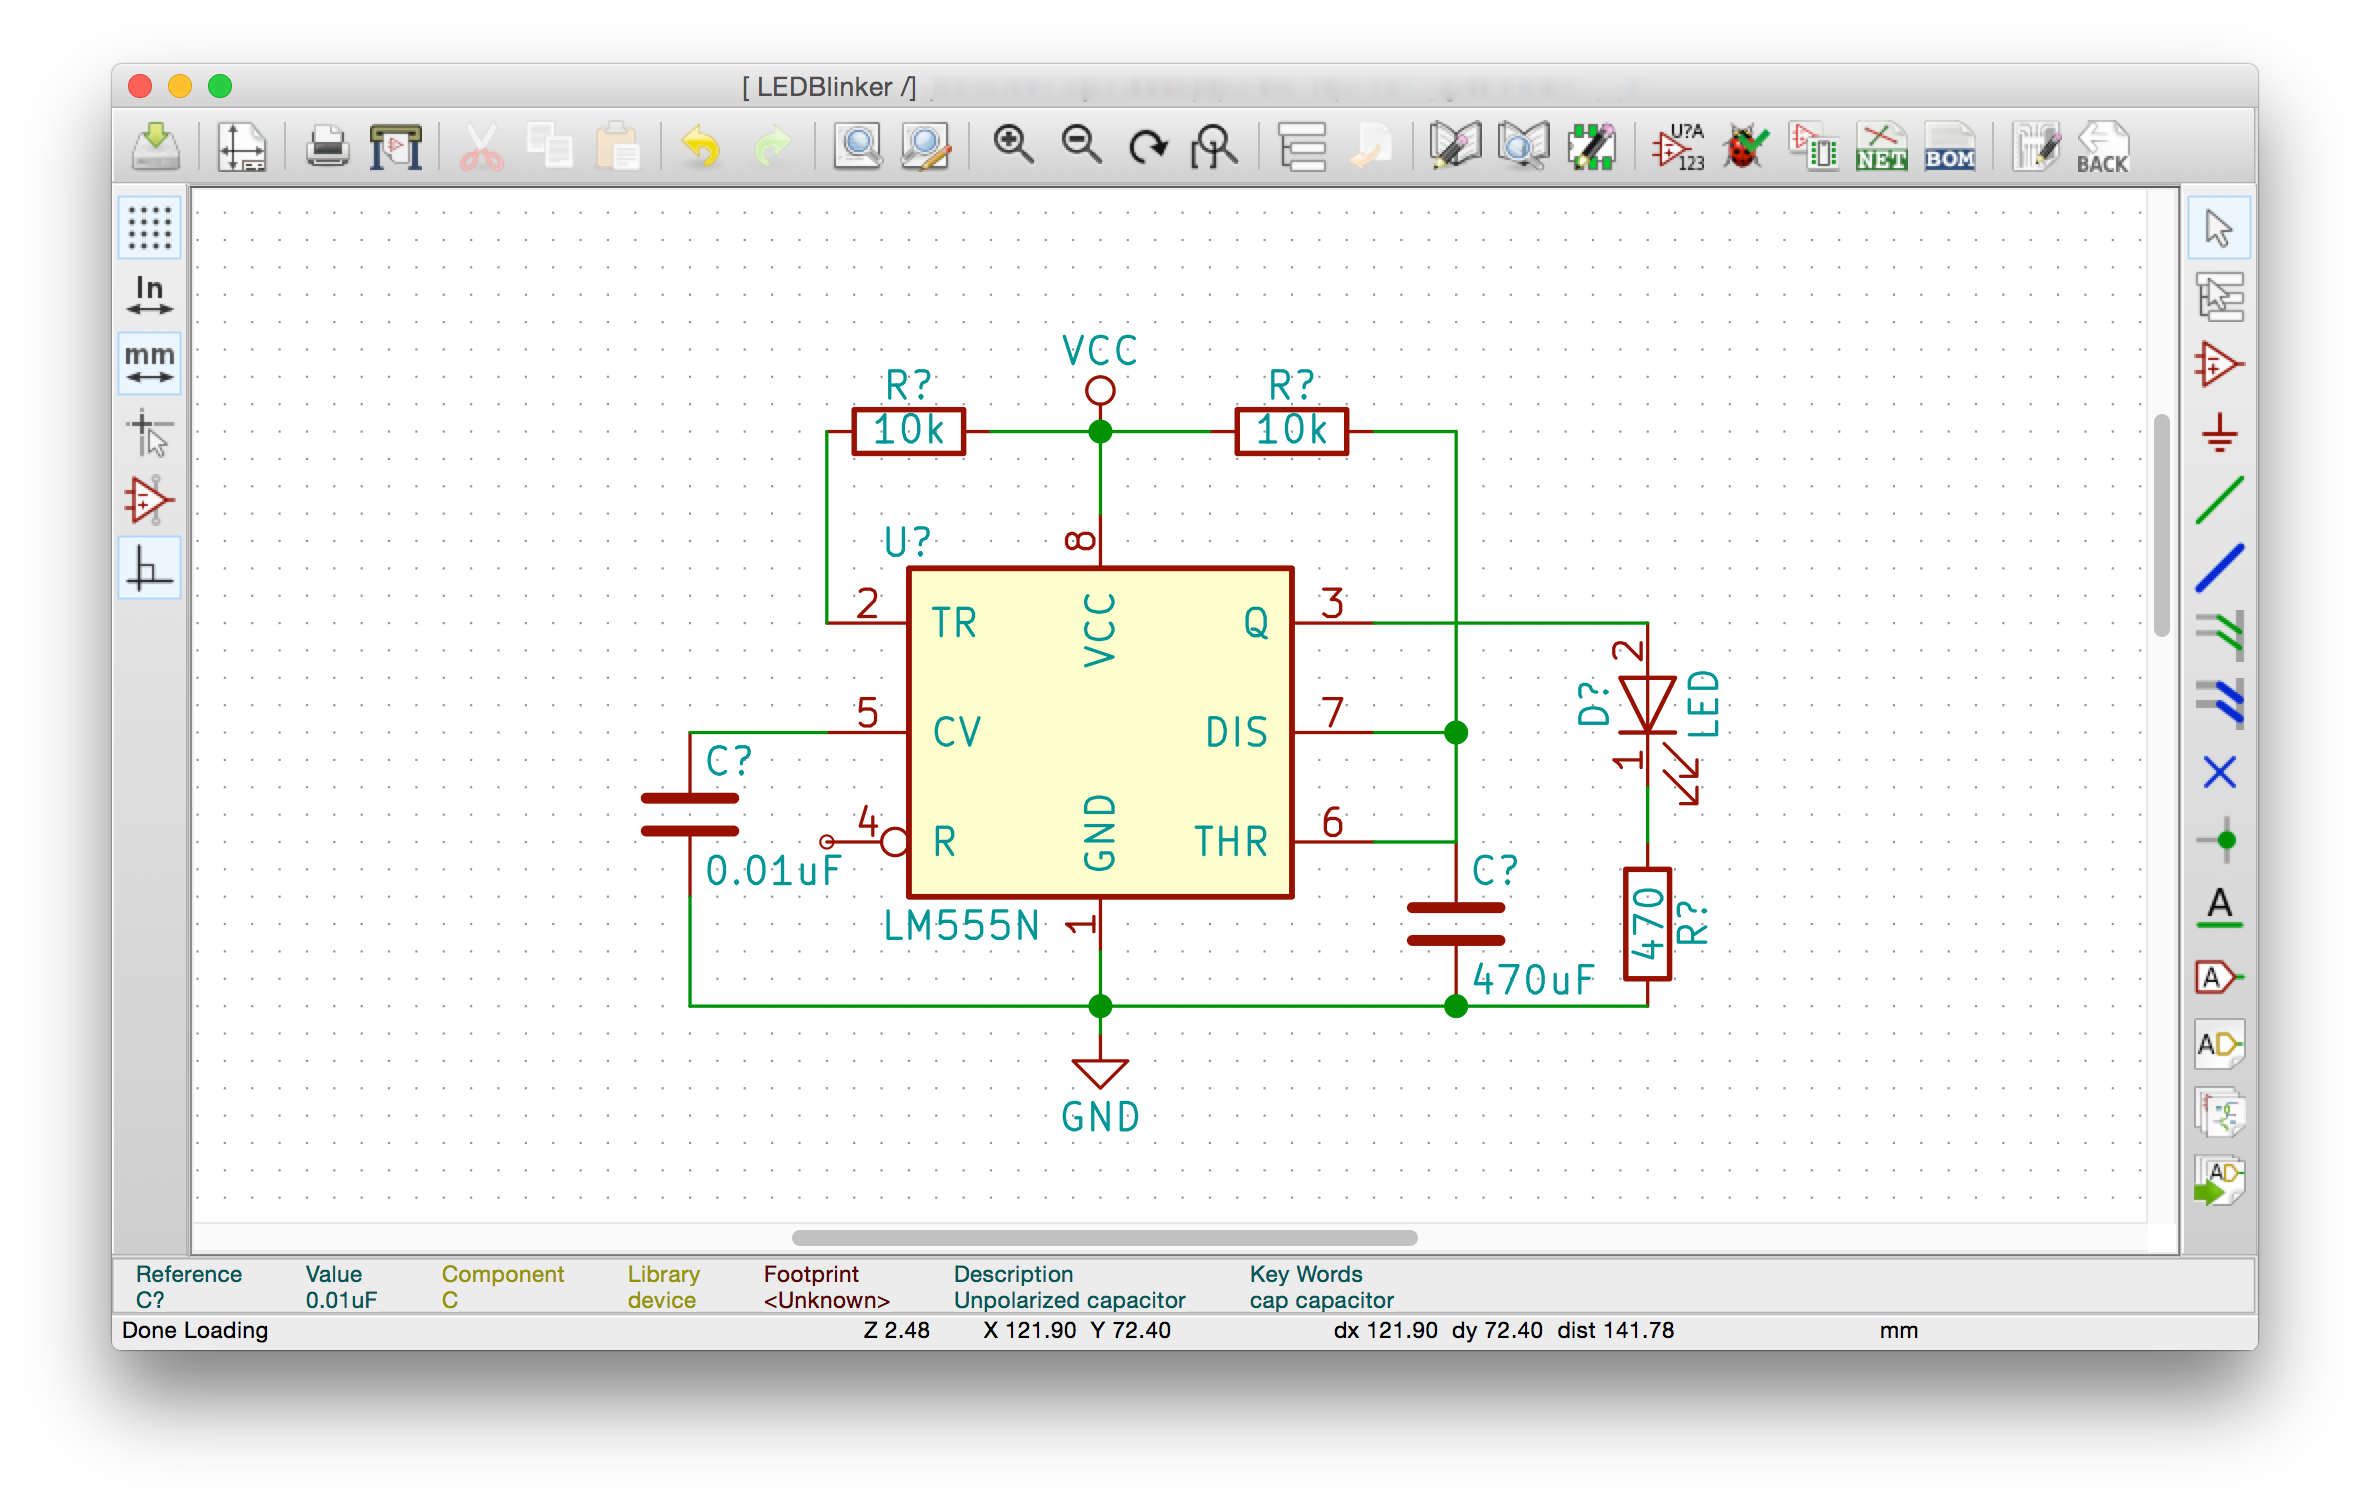 [ LEDBlinker /]
U?A
123
NET
BOM
BACK
In
mm
VCC
R?
10k
R?
10k
U?
8
2
TR
VCC
Q
3
2
D?
LED
1
5
CV
DIS
7
C?
0.01uF
4
R
GND
THR
6
LM555N
1
C?
470uF
470
R?
GND
A
A
AD
AD
Reference Value Component Library Footprint Description Key Words
C? 0.01uF C device <Unknown> Unpolarized capacitor cap capacitor
Done Loading Z 2.48 X 121.90 Y 72.40 dx 121.90 dy 72.40 dist 141.78 mm